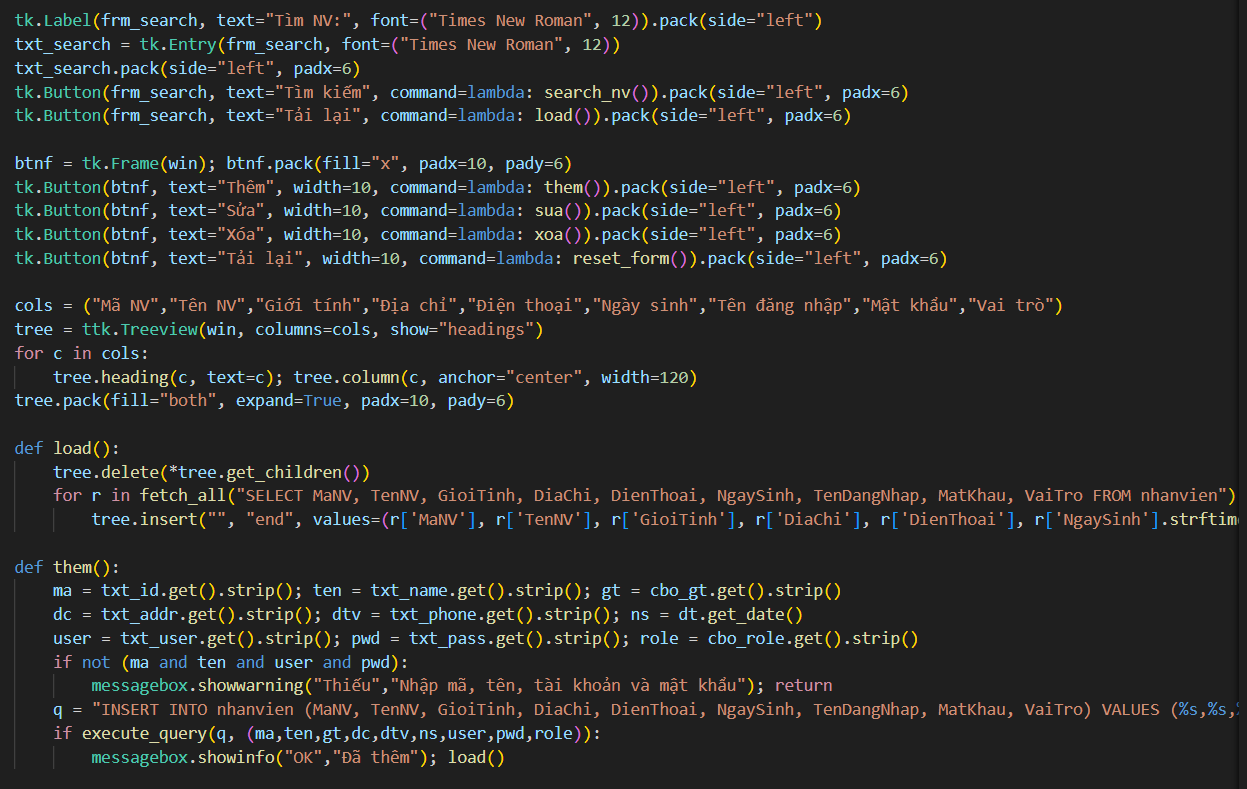 tk.Label(frm_search, text="Tìm NV:", font=("Times New Roman", 12)).pack(side="left")
txt_search = tk.Entry(frm_search, font=("Times New Roman", 12))
txt_search.pack(side="left", padx=6)
tk.Button(frm_search, text="Tìm kiếm", command=lambda: search_nv()).pack(side="left", padx=6)
tk.Button(frm_search, text="Tải lại", command=lambda: load()).pack(side="left", padx=6)
btnf = tk.Frame(win); btnf.pack(fill="x", padx=10, pady=6)
tk.Button(btnf, text="Thêm", width=10, command=lambda: them()).pack(side="left", padx=6)
tk.Button(btnf, text="Sửa", width=10, command=lambda: sua()).pack(side="left", padx=6)
tk.Button(btnf, text="Xóa", width=10, command=lambda: xoa()).pack(side="left", padx=6)
tk.Button(btnf, text="Tải lại", width=10, command=lambda: reset_form()).pack(side="left", padx=6)
cols = ("Mã NV","Tên NV","Giới tính","Địa chỉ","Điện thoại","Ngày sinh","Tên đăng nhập","Mật khẩu","Vai trò")
tree = ttk.Treeview(win, columns=cols, show="headings")
for c in cols:
    tree.heading(c, text=c); tree.column(c, anchor="center", width=120)
tree.pack(fill="both", expand=True, padx=10, pady=6)
def load():
    tree.delete(*tree.get_children())
    for r in fetch_all("SELECT MaNV, TenNV, GioiTinh, DiaChi, DienThoai, NgaySinh, TenDangNhap, MatKhau, VaiTro FROM nhanvien")
        tree.insert("", "end", values=(r['MaNV'], r['TenNV'], r['GioiTinh'], r['DiaChi'], r['DienThoai'], r['NgaySinh'].strftim
def them():
    ma = txt_id.get().strip(); ten = txt_name.get().strip(); gt = cbo_gt.get().strip()
    dc = txt_addr.get().strip(); dtv = txt_phone.get().strip(); ns = dt.get_date()
    user = txt_user.get().strip(); pwd = txt_pass.get().strip(); role = cbo_role.get().strip()
    if not (ma and ten and user and pwd):
        messagebox.showwarning("Thiếu","Nhập mã, tên, tài khoản và mật khẩu"); return
    q = "INSERT INTO nhanvien (MaNV, TenNV, GioiTinh, DiaChi, DienThoai, NgaySinh, TenDangNhap, MatKhau, VaiTro) VALUES (%s,%s,
    if execute_query(q, (ma,ten,gt,dc,dtv,ns,user,pwd,role)):
        messagebox.showinfo("OK","Đã thêm"); load()